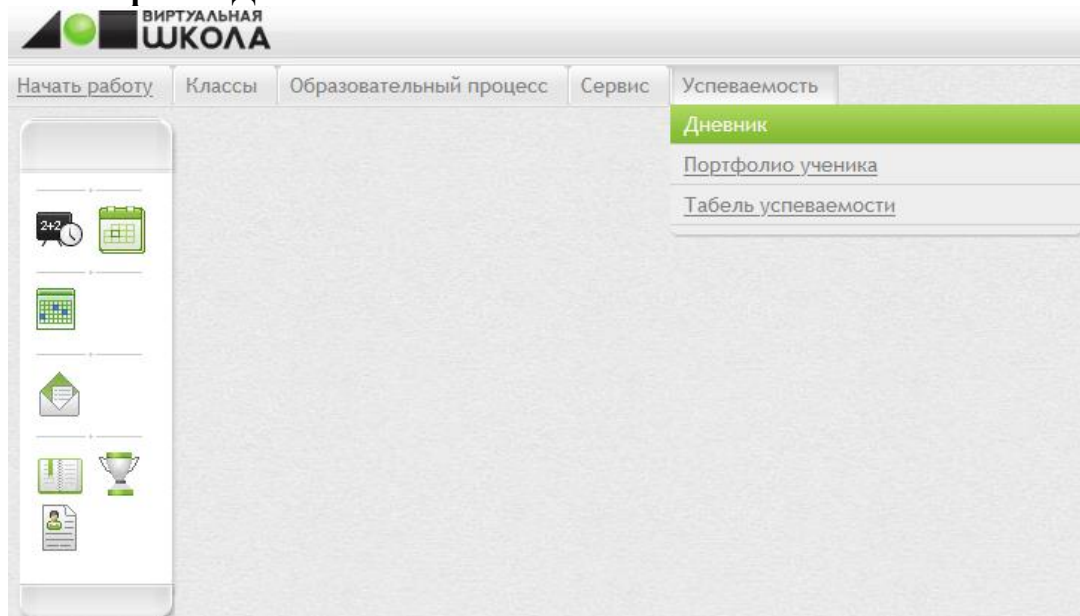 ВИРТУАЛЬНАЯ
ШКОЛА
Начать работу Классы Образовательный процесс Сервис Успеваемость
Дневник
Портфолио ученика
Табель успеваемости
2+2